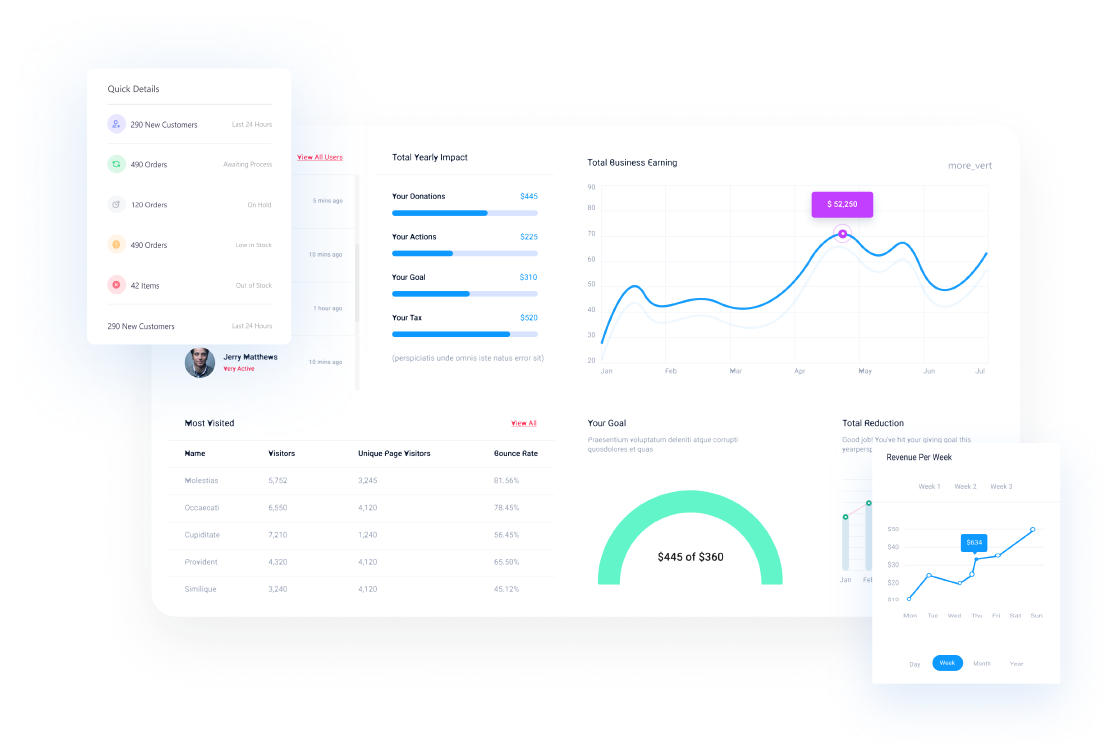 Quick Details
290 New Customers Last 24 Hours
490 Orders Awaiting Process
120 Orders On Hold
490 Orders Low in Stock
42 Items Out of Stock
290 New Customers Last 24 Hours
View All Users
5 mins ago
10 mins ago
1 hour ago
Jerry Matthews
Very Active
10 mins ago
Total Yearly Impact
Your Donations $445
Your Actions $225
Your Goal $310
Your Tax $520
(perspiciatis unde omnis iste natus error sit)
Total Business Earning
more_vert
90
80
70
60
50
40
30
20
$ 52,250
Jan Feb Mar Apr May Jun Jul
Most Visited View All
Name Visitors Unique Page Visitors Bounce Rate
Molestias 5,752 3,245 81.56%
Occaecati 6,550 4,120 78.45%
Cupiditate 7,210 1,240 56.45%
Provident 4,320 4,120 65.50%
Similique 3,240 4,120 45.12%
Your Goal
Praesentium voluptatum deleniti atque corrupti
quosdolores et quas
$445 of $360
Total Reduction
Good job! You've hit your giving goal this
yearpersp
Jan
Revenue Per Week
Week 1 Week 2 Week 3
$50
$40
$30
$20
$10
$634
Mon Tue Wed Thu Fri Sat Sun
Day Week Month Year